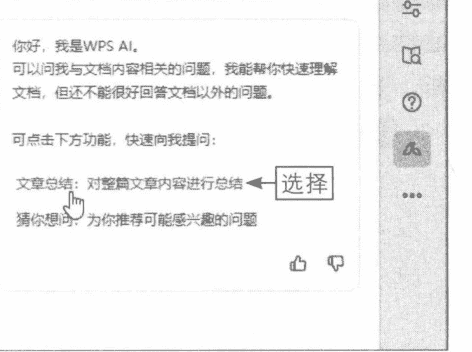 你好，我是WPS AI。
可以问我与文档内容相关的问题，我能帮你快速理解
文档，但还不能很好回答文档以外的问题。
可点击下方功能，快速向我提问：
文章总结：对整篇文章内容进行总结
选择
猜你想问：为你推荐可能感兴趣的问题